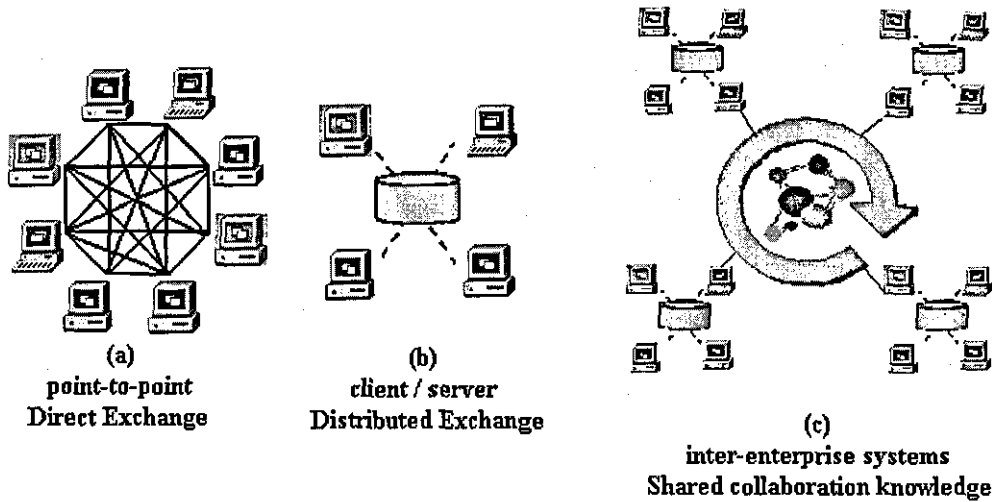 (a)
point-to-point
Direct Exchange
(b)
client / server
Distributed Exchange
(c)
inter-enterprise systems
Shared collaboration knowledge